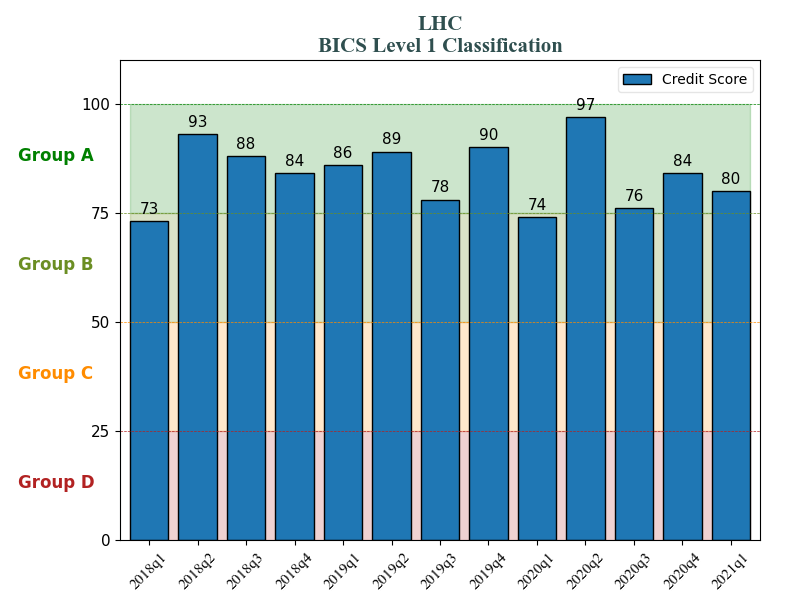 LHC
BICS Level 1 Classification
Credit Score
100
75
50
25
0
Group A
Group B
Group C
Group D
73
93
88
84
86
89
78
90
74
97
76
84
80
2018q1
2018q2
2018q3
2018q4
2019q1
2019q2
2019q3
2019q4
2020q1
2020q2
2020q3
2020q4
2021q1